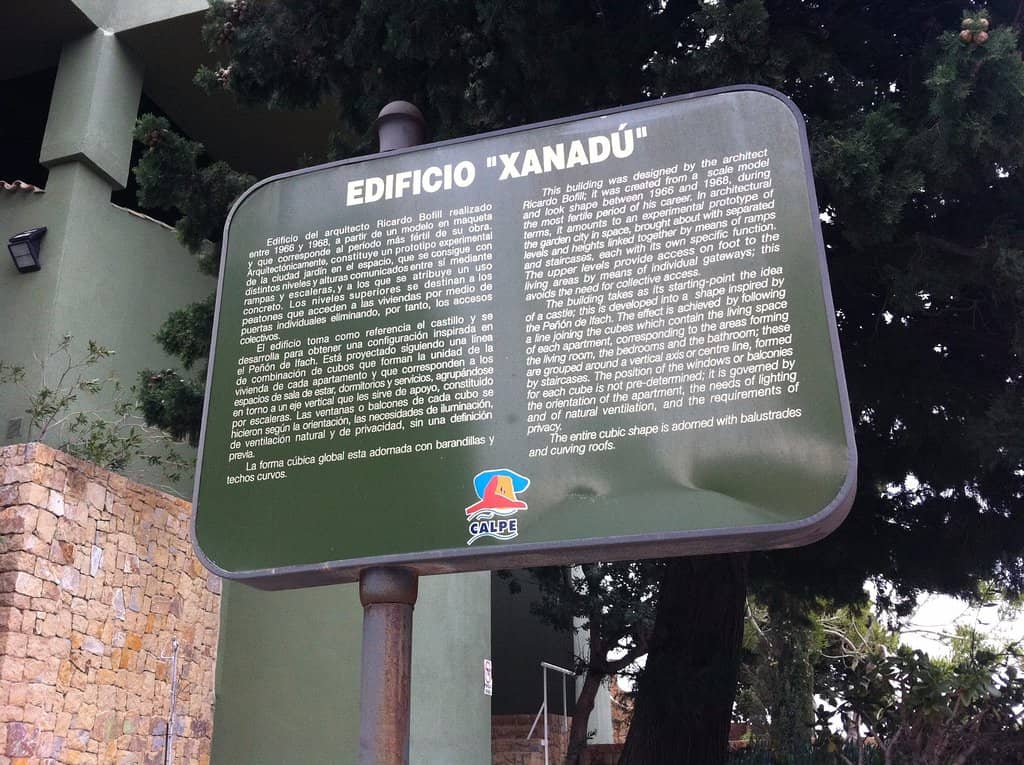 EDIFICIO "XANADÚ"
Edificio del arquitecto Ricardo Bofill realizado
entre 1966 y 1968, a partir de un modelo en maqueta
y que corresponde al periodo más fértil de su obra.
Arquitectónicamente, constituye un prototipo experimental
de la ciudad jardín en el espacio, que se consigue con
distintos niveles y alturas comunicados entre sí mediante
rampas y escaleras, y a los que se atribuye un uso
concreto. Los niveles superiores se destinan a los
peatones que acceden a las viviendas por medio de
puertas individuales eliminando, por tanto, los accesos
colectivos.
El edificio toma como referencia el castillo y se
desarrolla para obtener una configuración inspirada en
el Peñón de Ifach. Está proyectado siguiendo una línea
de combinación de cubos que forman la unidad de la
vivienda de cada apartamento y que corresponden a los
espacios de sala de estar, dormitorios y servicios, agrupándose
en torno a un eje vertical que les sirve de apoyo, constituido
por escaleras. Las ventanas o balcones de cada cubo se
hicieron según la orientación, las necesidades de iluminación,
de ventilación natural y de privacidad, sin una definición
previa.
La forma cúbica global esta adornada con barandillas y
techos curvos.
This building was designed by the architect
Ricardo Bofill; it was created from a scale model
and look shape between 1966 and 1968, during
the most fertile period of his career. In architectural
terms, it amounts to an experimental prototype of
the garden city in space, brought about with separated
levels and heights linked together by means of ramps
and staircases, each with its own specific function.
The upper levels provide access on foot to the
living areas by means of individual gateways; this
avoids the need for collective access.
The building takes as its starting-point the idea
of a castle; this is developed into a shape inspired by
the Peñón de Ifach. The effect is achieved by following
a line joining the cubes which contain the living space
of each apartment, corresponding to the areas forming
the living room, the bedrooms and the bathroom; these
are grouped around a vertical axis or centre line, formed
by staircases. The position of the windows or balconies
for each cube is not pre-determined; it is governed by
the orientation of the apartment, the needs of lighting
and of natural ventilation, and the requirements of
privacy.
The entire cubic shape is adorned with balustrades
and curving roofs.
CALPE